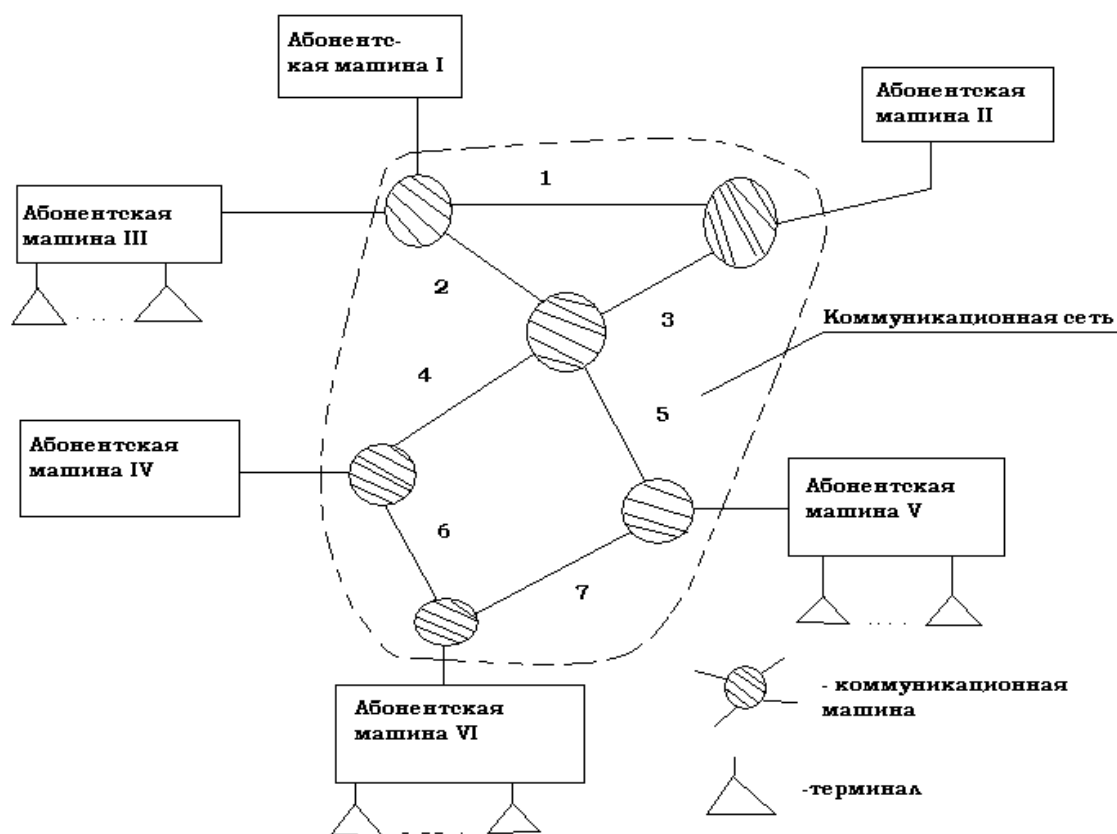 Абонентс-
кая машина I
Абонентская
машина II
1
Абонентская
машина III
2
3
Коммуникационная сеть
4
5
Абонентская
машина IV
Абонентская
машина V
6
7
- коммуникационная
машина
Абонентская
машина VI
-терминал